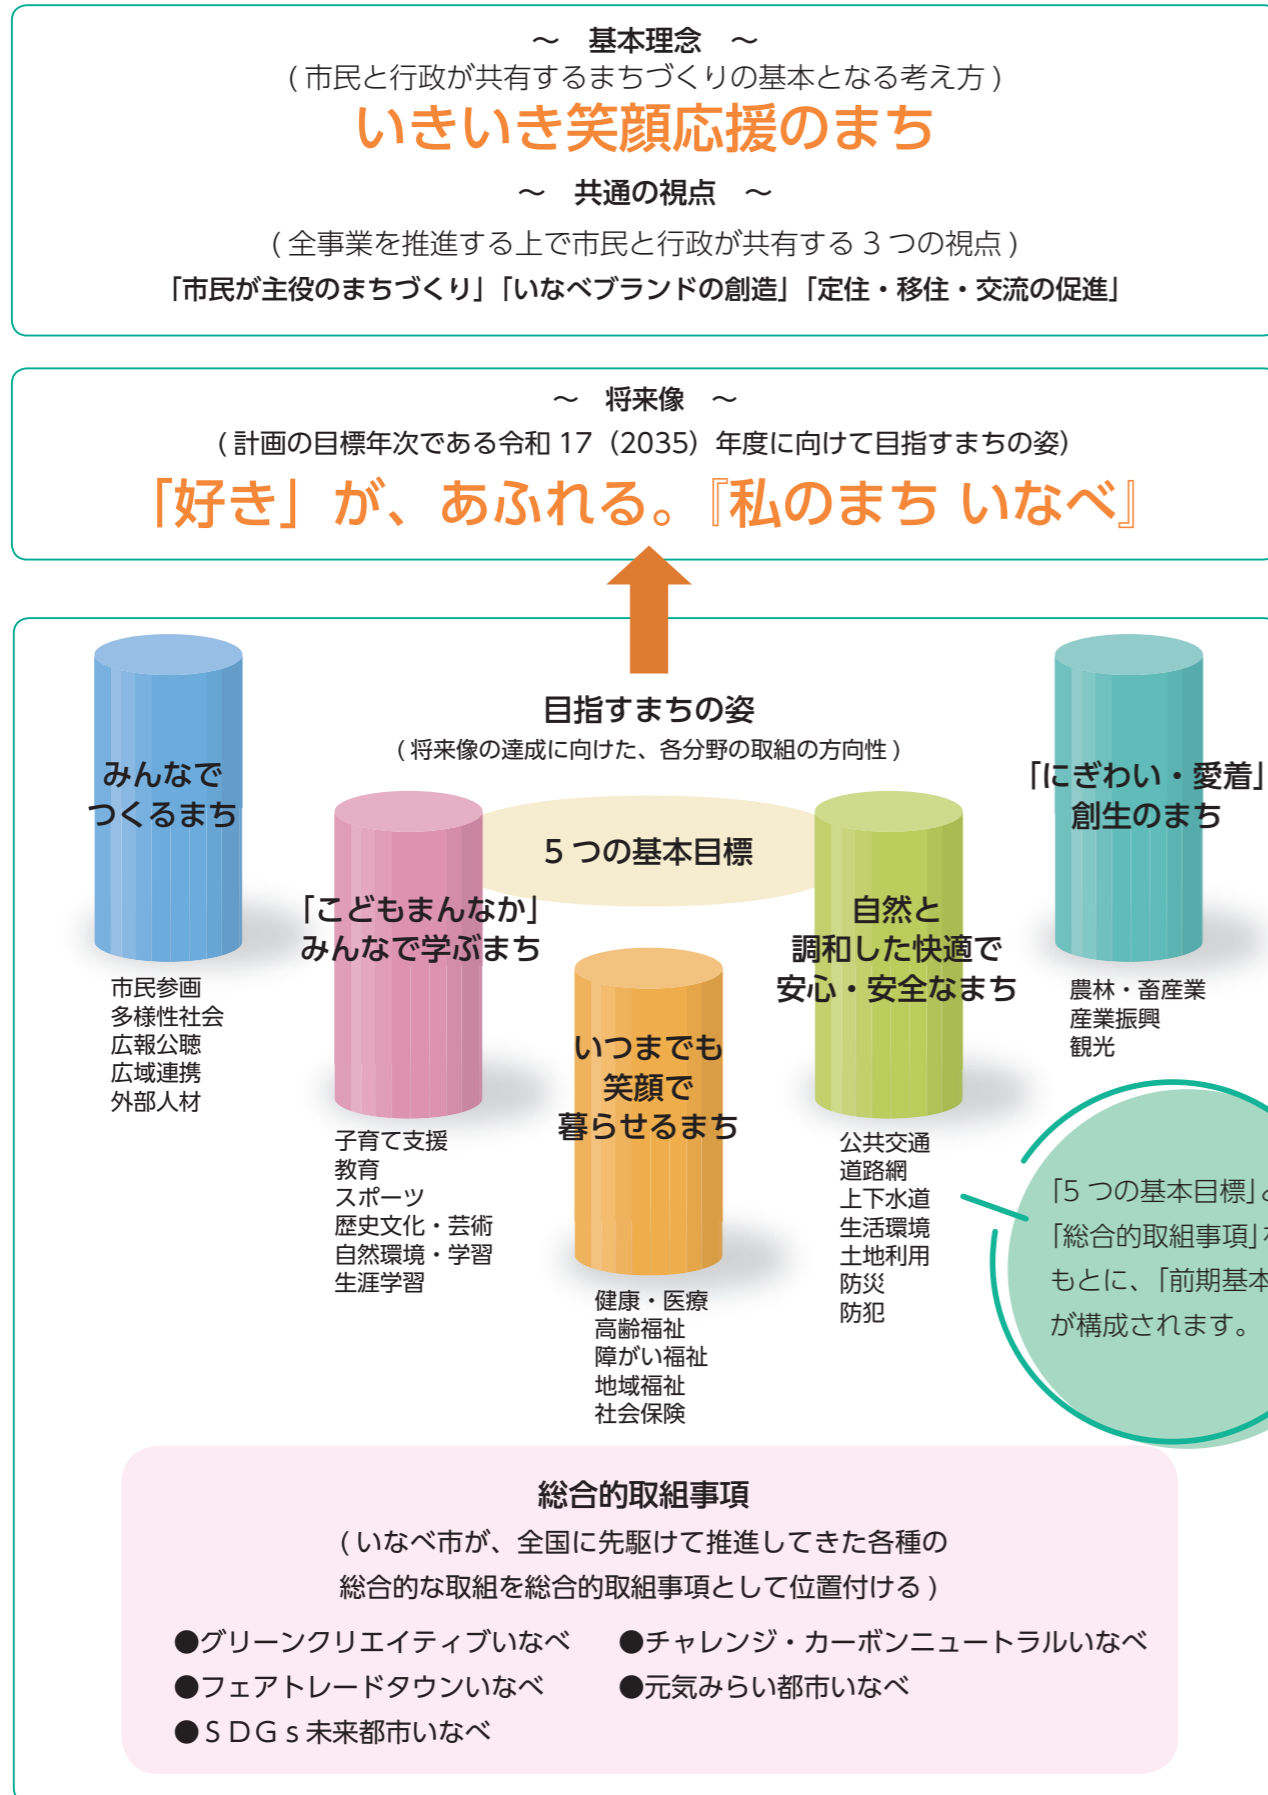 ～　基本理念　～
( 市民と行政が共有するまちづくりの基本となる考え方 )
いきいき笑顔応援のまち
～　共通の視点　～
( 全事業を推進する上で市民と行政が共有する 3 つの視点 )
「市民が主役のまちづくり」「いなべブランドの創造」「定住・移住・交流の促進」
～　将来像　～
( 計画の目標年次である令和 17（2035）年度に向けて目指すまちの姿）
「好き」が、あふれる。『私のまち いなべ』
目指すまちの姿
( 将来像の達成に向けた、各分野の取組の方向性 )
5 つの基本目標
みんなで
つくるまち
市民参画
多様性社会
広報公聴
広域連携
外部人材
「こどもまんなか」
みんなで学ぶまち
子育て支援
教育
スポーツ
歴史文化・芸術
自然環境・学習
生涯学習
いつまでも
笑顔で
暮らせるまち
健康・医療
高齢福祉
障がい福祉
地域福祉
社会保険
自然と
調和した快適で
安心・安全なまち
公共交通
道路網
上下水道
生活環境
土地利用
防災
防犯
「にぎわい・愛着」
創生のまち
農林・畜産業
産業振興
観光
「5 つの基本目標」
「総合的取組事項」
もとに、「前期基本
が構成されます。
総合的取組事項
( いなべ市が、全国に先駆けて推進してきた各種の
総合的な取組を総合的取組事項として位置付ける )
●グリーンクリエイティブいなべ
●チャレンジ・カーボンニュートラルいなべ
●フェアトレードタウンいなべ
●元気みらい都市いなべ
●ＳＤＧｓ未来都市いなべ